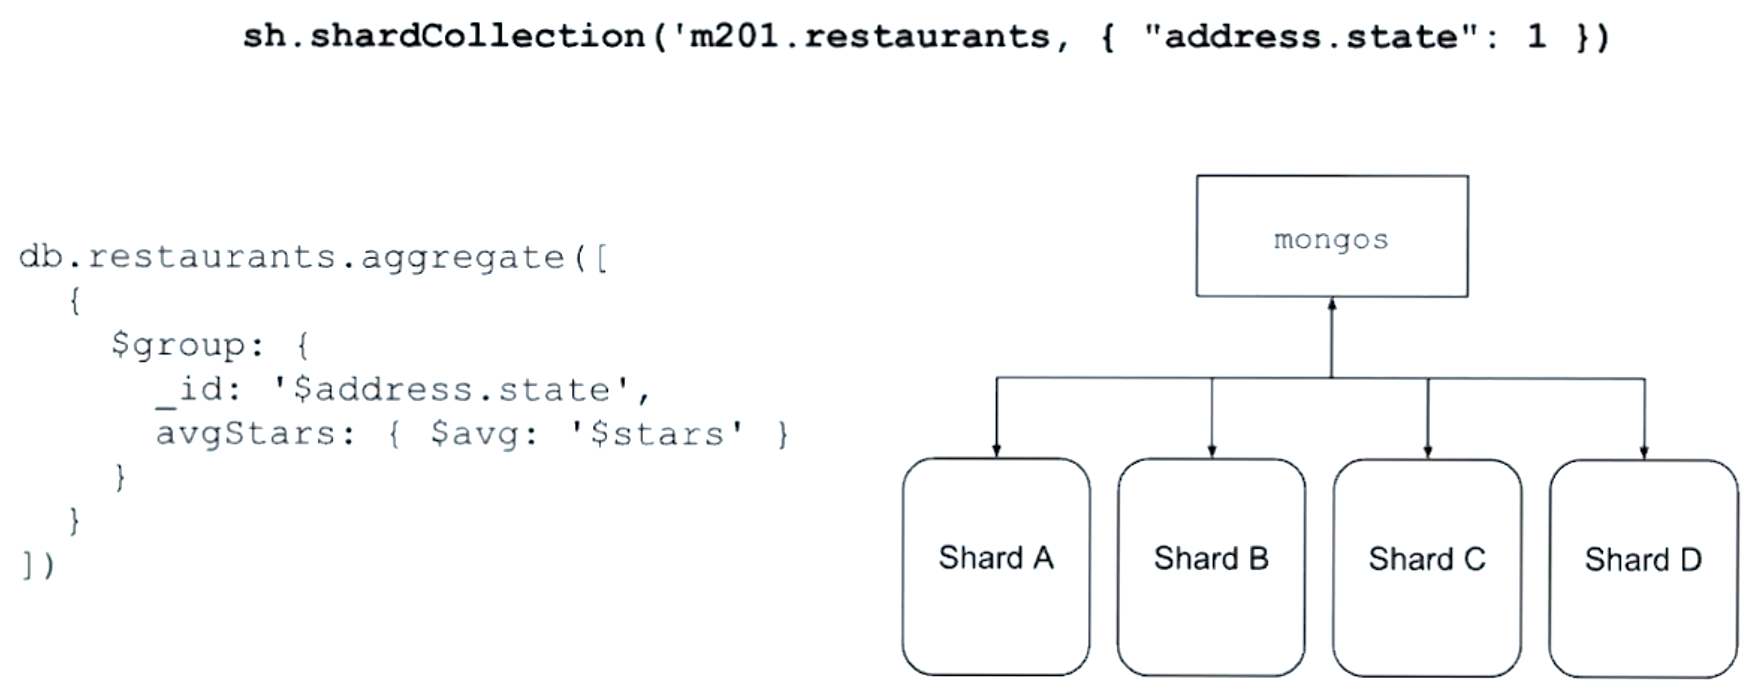 sh.shardCollection('m201.restaurants, { "address.state": 1 })
db.restaurants.aggregate([
{
$group: {
_id: '$address.state',
avgStars: { $avg: '$stars' }
}
}
])
mongos
Shard A
Shard B
Shard C
Shard D